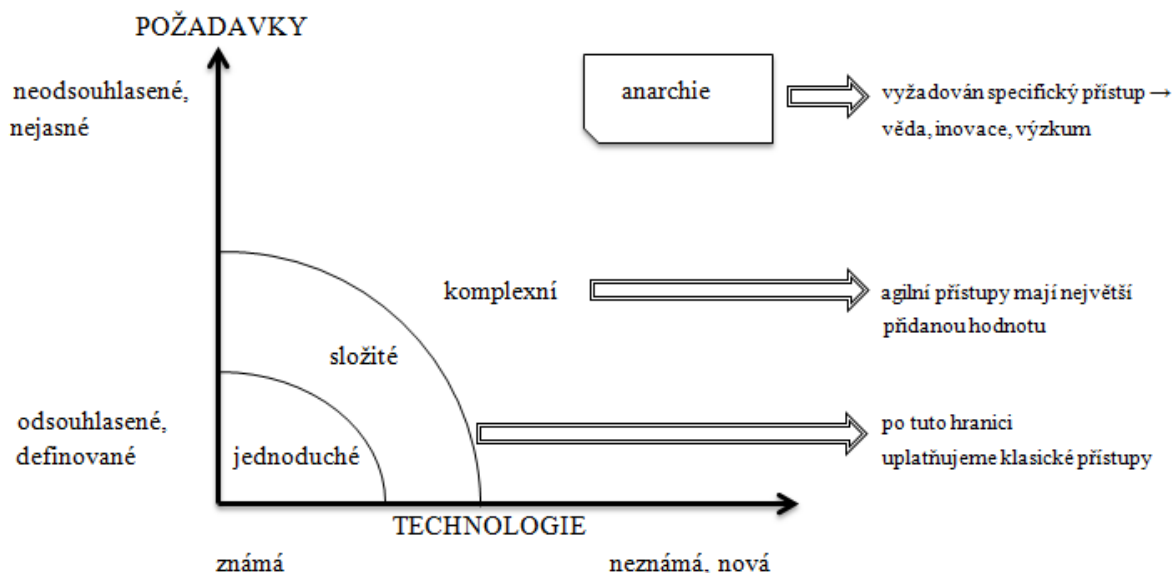 POŽADAVKY
neodsouhlasené,
nejasné
anarchie
vyžadován specifický přístup →
věda, inovace, výzkum
komplexní
agilní přístupy mají největší
přidanou hodnotu
složité
odsouhlasené,
definované
jednoduché
po tuto hranici
uplatňujeme klasické přístupy
TECHNOLOGIE
známá
neznámá, nová